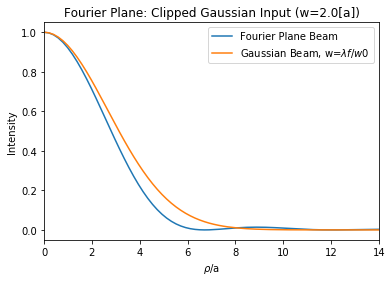 Fourier Plane: Clipped Gaussian Input (w=2.0[a])
Intensity
1.0
0.8
0.6
0.4
0.2
0.0
Fourier Plane Beam
Gaussian Beam, w=λf/w0
0 2 4 6 8 10 12 14
ρ/a